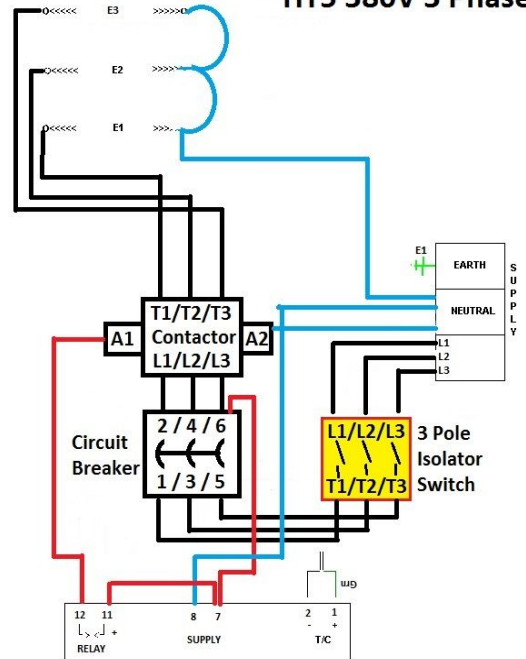 HT5 380V 3 Phase
E3
E2
E1
E1
EARTH
NEUTRAL
SUPPLY
L1
L2
L3
T1/T2/T3
A1
Contactor
A2
L1/L2/L3
Circuit
Breaker
2 / 4 / 6
1 / 3 / 5
L1/L2/L3
T1/T2/T3
3 Pole
Isolator
Switch
Grn
12
11
8
7
2
1
+
-
+
RELAY
SUPPLY
T/C